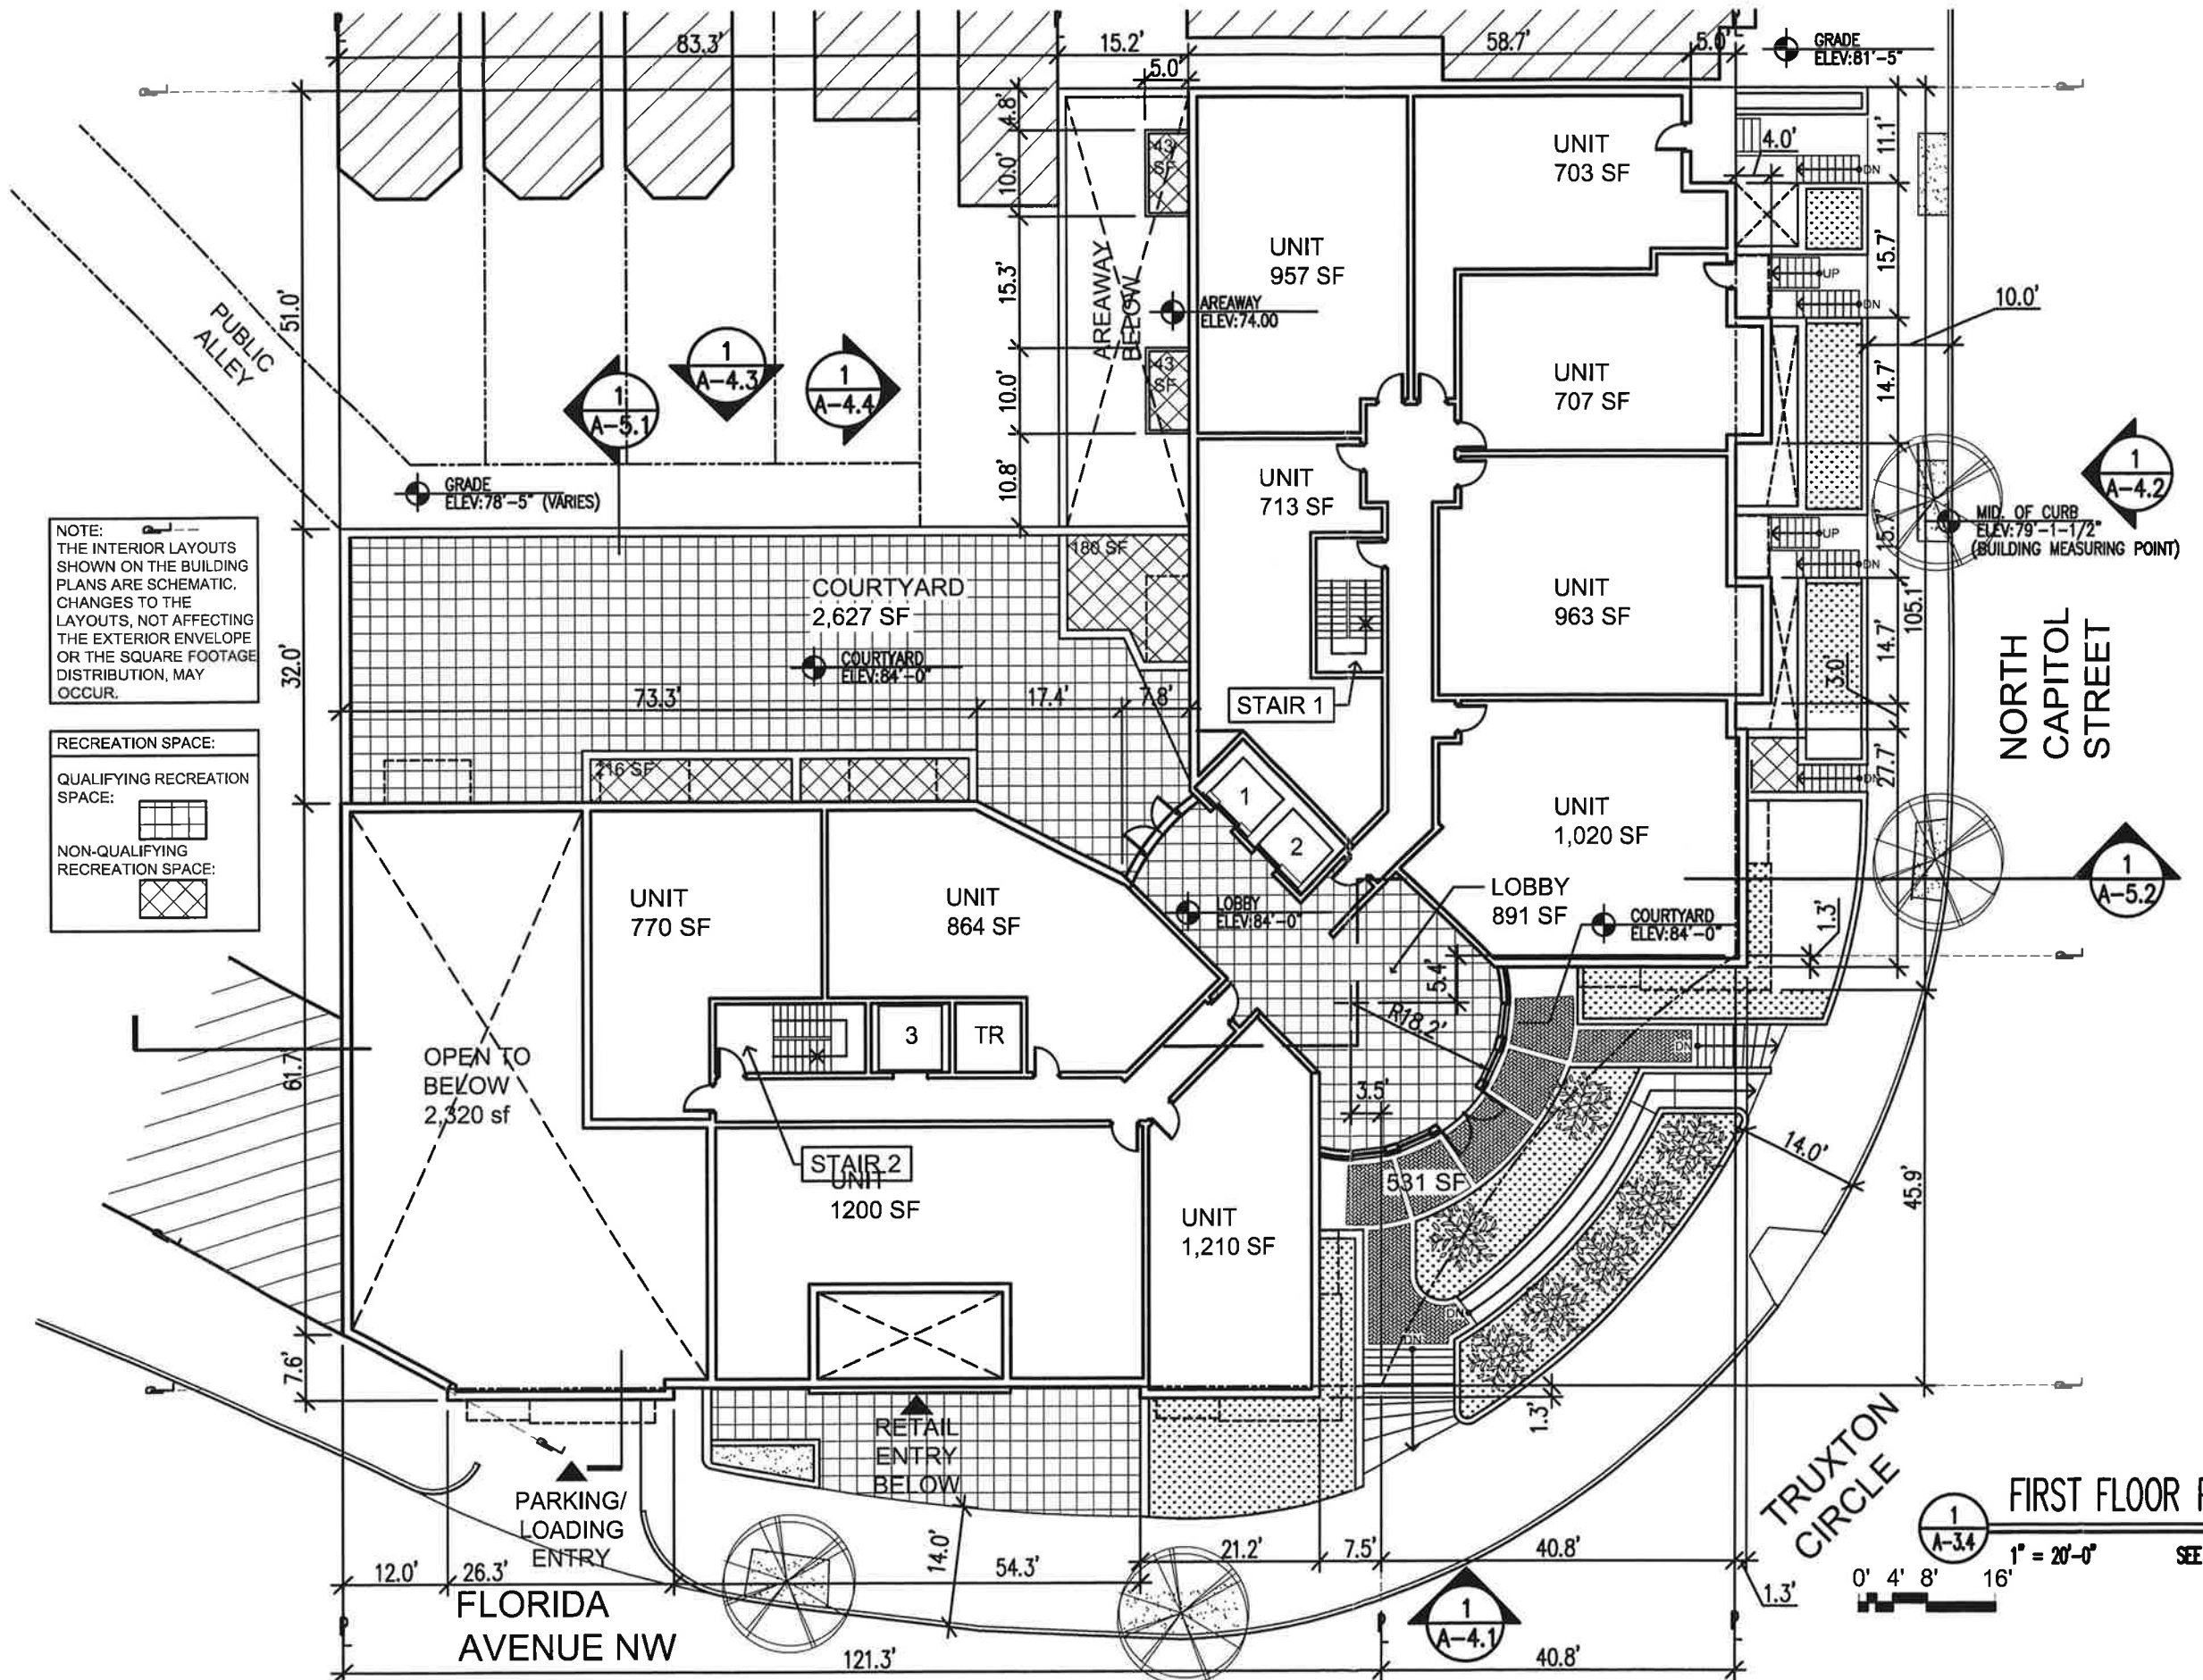 83.3'
15.2'
58.7'
5.0'
GRADE
ELEV:81'-5"
5.0'
4.8'
10.0'
15.3'
10.0'
10.8'
43
SF
43
SF
AREAWAY
BELOW
AREAWAY
ELEV:74.00
UNIT
703 SF
UNIT
957 SF
UNIT
707 SF
UNIT
713 SF
UNIT
963 SF
UNIT
1,020 SF
4.0'
DN
UP
DN
UP
DN
DN
11.1'
15.7'
14.7'
15.7'
14.7'
27.7'
3.0'
105.1'
10.0'
1
A-4.2
MID. OF CURB
ELEV:79'-1-1/2"
(BUILDING MEASURING POINT)
NORTH
CAPITOL
STREET
PUBLIC
ALLEY
51.0'
32.0'
61.7'
7.6'
1
A-5.1
1
A-4.3
1
A-4.4
GRADE
ELEV:78'-5" (VARIES)
NOTE:
THE INTERIOR LAYOUTS
SHOWN ON THE BUILDING
PLANS ARE SCHEMATIC.
CHANGES TO THE
LAYOUTS, NOT AFFECTING
THE EXTERIOR ENVELOPE
OR THE SQUARE FOOTAGE
DISTRIBUTION, MAY
OCCUR.
RECREATION SPACE:
QUALIFYING RECREATION
SPACE:
NON-QUALIFYING
RECREATION SPACE:
COURTYARD
2,627 SF
COURTYARD
ELEV:84'-0"
180 SF
73.3'
17.4'
7.8'
216 SF
STAIR 1
1
2
LOBBY
ELEV:84'-0"
LOBBY
891 SF
COURTYARD
ELEV:84'-0"
1
A-5.2
1.3'
5.4'
R18.2'
3.5'
UNIT
770 SF
UNIT
864 SF
OPEN TO
BELOW
2,320 sf
3
TR
STAIR 2
UNIT
1200 SF
UNIT
1,210 SF
531 SF
DN
DN
DN
14.0'
45.9'
1.3'
RETAIL
ENTRY
BELOW
PARKING/
LOADING
ENTRY
14.0'
12.0'
26.3'
54.3'
21.2'
7.5'
40.8'
1.3'
FLORIDA
AVENUE NW
121.3'
40.8'
1
A-4.1
TRUXTON
CIRCLE
1
A-3.4
FIRST FLOOR
1" = 20'-0"
SEE
0' 4' 8' 16'